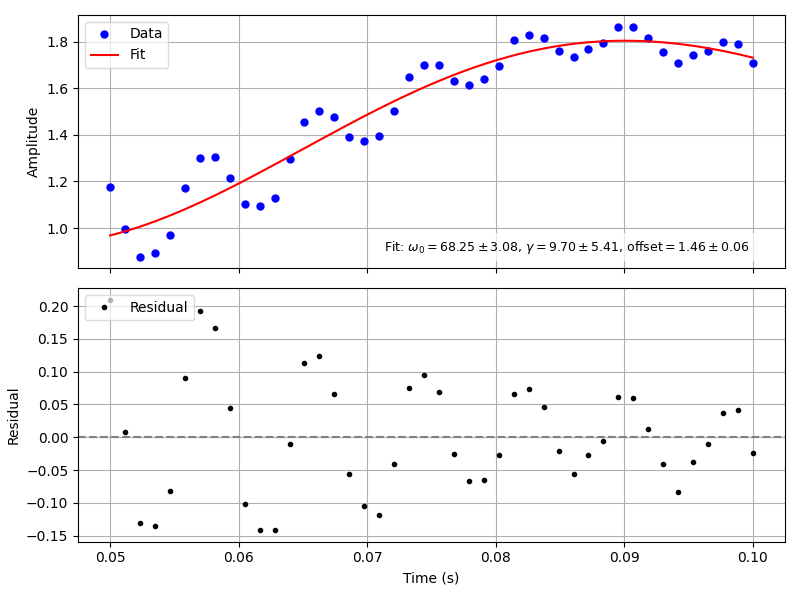 Data
Fit
Amplitude
1.8
1.6
1.4
1.2
1.0
Fit: ω₀ = 68.25 ± 3.08, γ = 9.70 ± 5.41, offset = 1.46 ± 0.06
Residual
Residual
0.20
0.15
0.10
0.05
0.00
−0.05
−0.10
−0.15
0.05 0.06 0.07 0.08 0.09 0.10
Time (s)